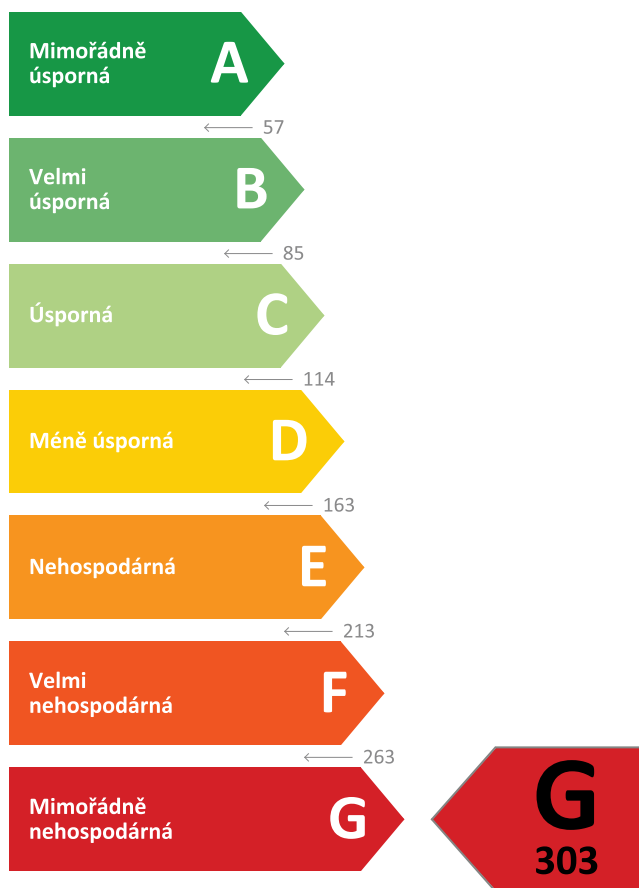 Mimořádně
úsporná
A
57
Velmi
úsporná
B
85
Úsporná
C
114
Méně úsporná
D
163
Nehospodárná
E
213
Velmi
nehospodárná
F
263
Mimořádně
nehospodárná
G
G
303